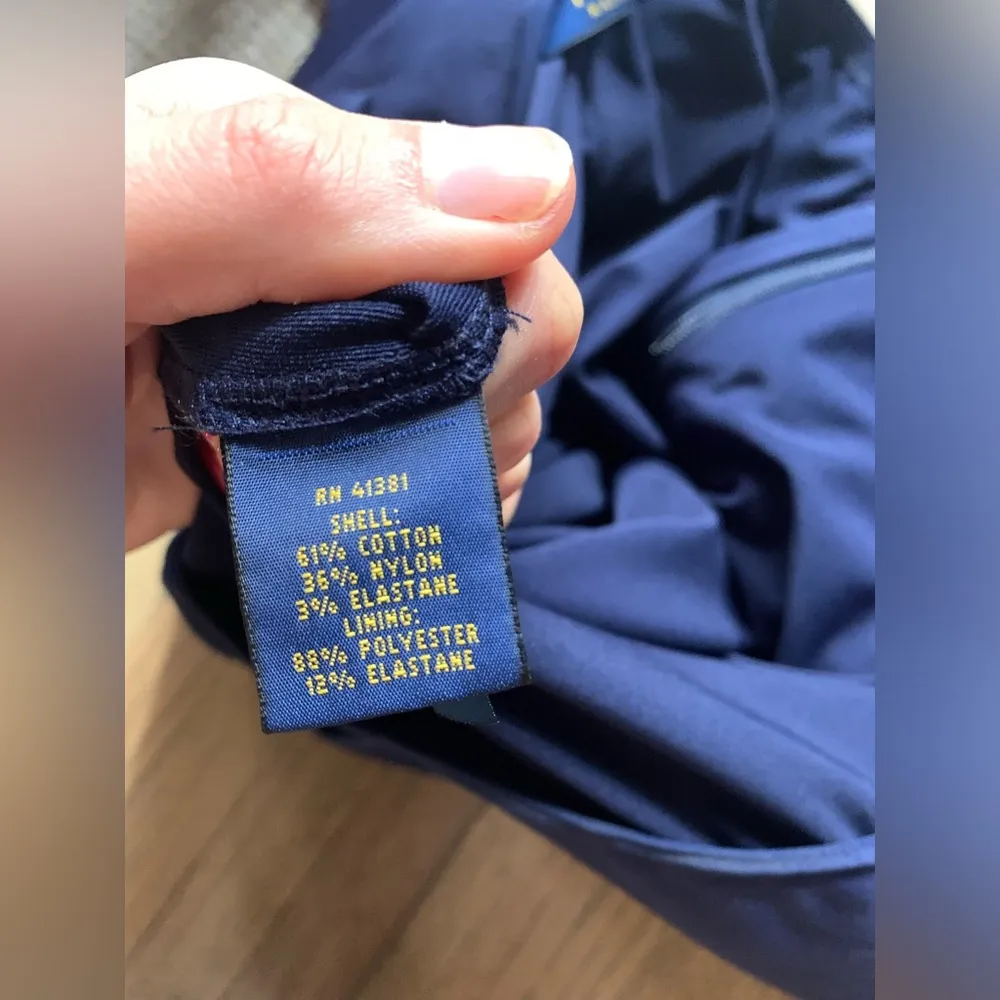 RN 41381
SHELL:
61% COTTON
36% NYLON
3% ELASTANE
LINING:
88% POLYESTER
12% ELASTANE